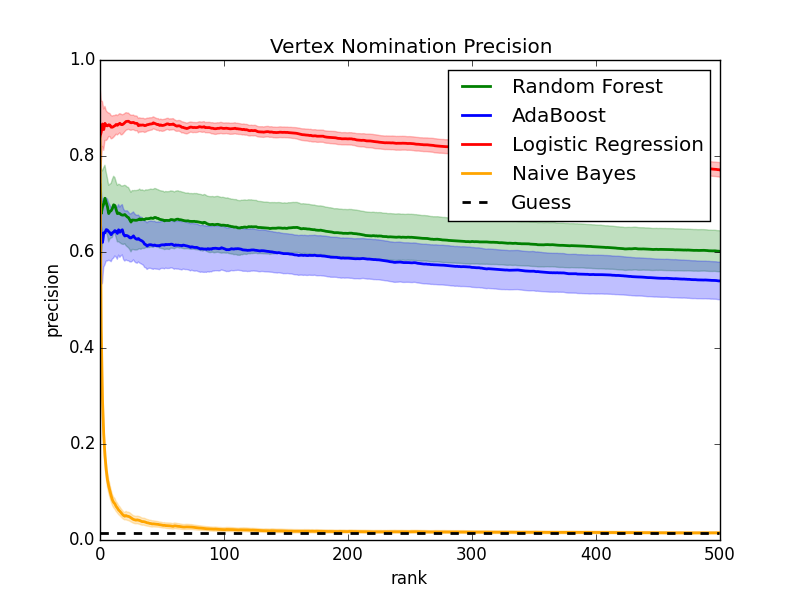 Vertex Nomination Precision
1.0
0.8
0.6
0.4
0.2
0.0
precision
Random Forest
AdaBoost
Logistic Regression
Naive Bayes
Guess
0 100 200 300 400 500
rank